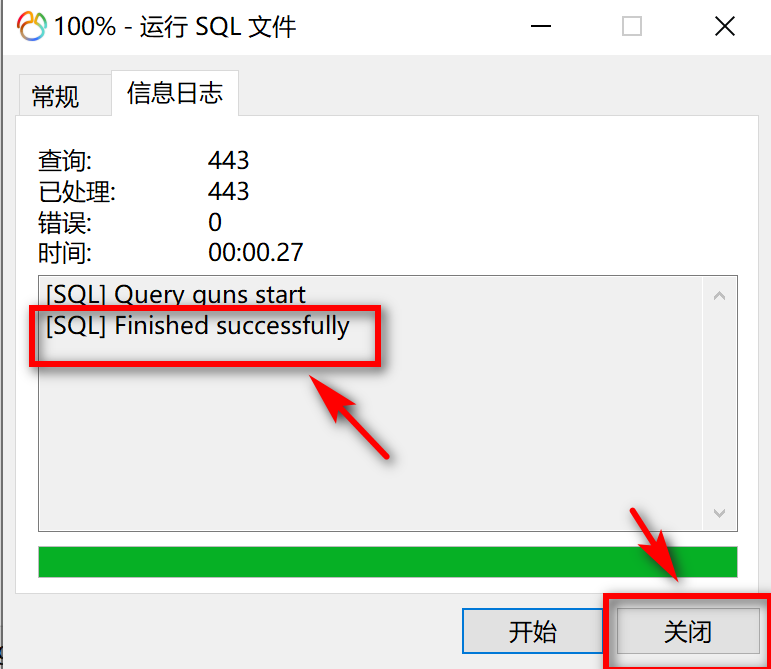 100% - 运行 SQL 文件
常规 信息日志
查询: 443
已处理: 443
错误: 0
时间: 00:00.27
[SQL] Query guns start
[SQL] Finished successfully
开始 关闭